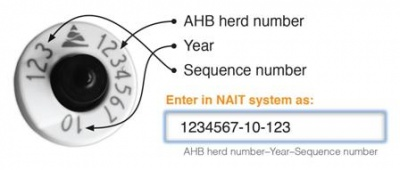 123
1234567
10
AHB herd number
Year
Sequence number
Enter in NAIT system as:
1234567-10-123
AHB herd number–Year–Sequence number